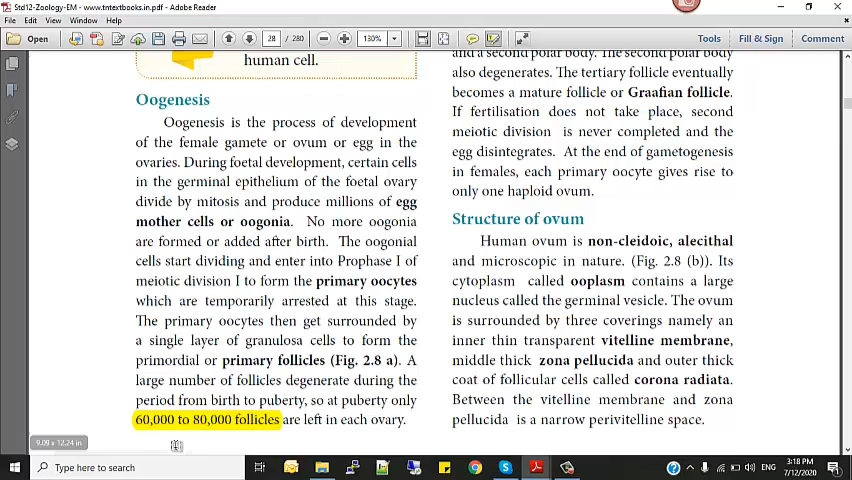 Std12-Zoology-EM - www.tntextbooks.in.pdf - Adobe Reader
File Edit View Window Help
Open
28 / 280
130%
Tools Fill & Sign Comment
human cell.
Oogenesis
Oogenesis is the process of development
of the female gamete or ovum or egg in the
ovaries. During foetal development, certain cells
in the germinal epithelium of the foetal ovary
divide by mitosis and produce millions of egg
mother cells or oogonia. No more oogonia
are formed or added after birth. The oogonial
cells start dividing and enter into Prophase I of
meiotic division I to form the primary oocytes
which are temporarily arrested at this stage.
The primary oocytes then get surrounded by
a single layer of granulosa cells to form the
primordial or primary follicles (Fig. 2.8 a). A
large number of follicles degenerate during the
period from birth to puberty, so at puberty only
60,000 to 80,000 follicles are left in each ovary.
and a second polar body. The second polar body
also degenerates. The tertiary follicle eventually
becomes a mature follicle or Graafian follicle.
If fertilisation does not take place, second
meiotic division is never completed and the
egg disintegrates. At the end of gametogenesis
in females, each primary oocyte gives rise to
only one haploid ovum.
Structure of ovum
Human ovum is non-cleidoic, alecithal
and microscopic in nature. (Fig. 2.8 (b)). Its
cytoplasm called ooplasm contains a large
nucleus called the germinal vesicle. The ovum
is surrounded by three coverings namely an
inner thin transparent vitelline membrane,
middle thick zona pellucida and outer thick
coat of follicular cells called corona radiata.
Between the vitelline membrane and zona
pellucida is a narrow perivitelline space.
9.09 x 12.24 in
Type here to search
ENG
3:18 PM
7/12/2020